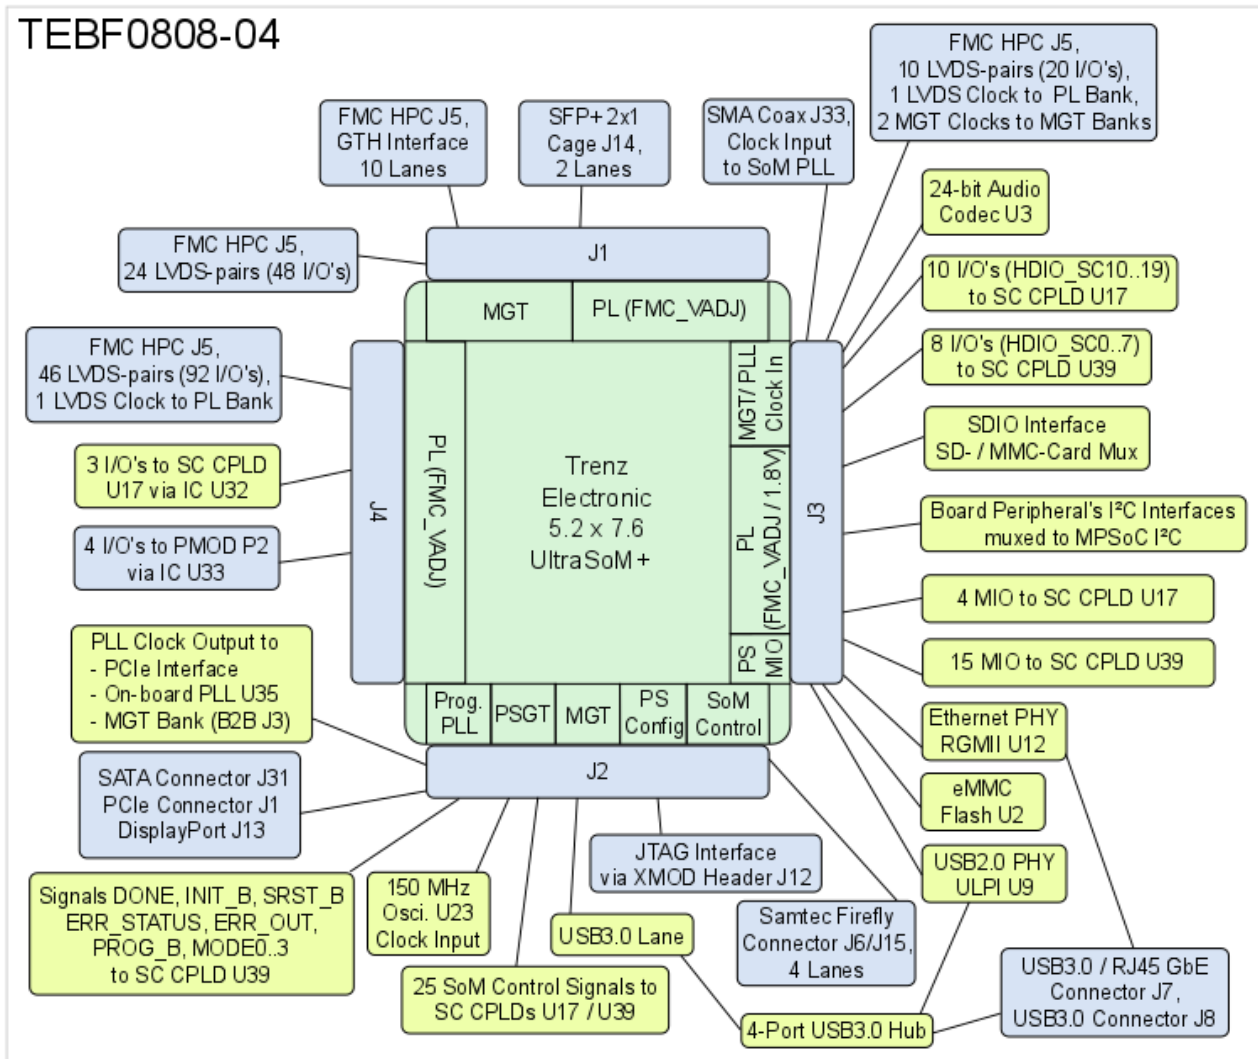 TEBF0808-04
FMC HPC J5,
GTH Interface
10 Lanes
SFP+ 2x1
Cage J14,
2 Lanes
SMA Coax J33,
Clock Input
to SoM PLL
FMC HPC J5,
10 LVDS-pairs (20 I/O's),
1 LVDS Clock to PL Bank,
2 MGT Clocks to MGT Banks
24-bit Audio
Codec U3
FMC HPC J5,
24 LVDS-pairs (48 I/O's)
J1
10 I/O's (HDIO_SC10..19)
to SC CPLD U17
MGT
PL (FMC_VADJ)
FMC HPC J5,
46 LVDS-pairs (92 I/O's),
1 LVDS Clock to PL Bank
8 I/O's (HDIO_SC0..7)
to SC CPLD U39
MGT/ PLL
Clock In
SDIO Interface
SD- / MMC-Card Mux
3 I/O's to SC CPLD
U17 via IC U32
J4
PL (FMC_VADJ)
Trenz
Electronic
5.2 x 7.6
UltraSoM+
PL
(FMC_VADJ / 1.8V)
J3
Board Peripheral's I²C Interfaces
muxed to MPSoC I²C
4 I/O's to PMOD P2
via IC U33
4 MIO to SC CPLD U17
PS
MIO
15 MIO to SC CPLD U39
PLL Clock Output to
- PCIe Interface
- On-board PLL U35
- MGT Bank (B2B J3)
Prog.
PLL
PSGT
MGT
PS
Config
SoM
Control
Ethernet PHY
RGMII U12
J2
SATA Connector J31
PCIe Connector J1
DisplayPort J13
eMMC
Flash U2
JTAG Interface
via XMOD Header J12
USB2.0 PHY
ULPI U9
Signals DONE, INIT_B, SRST_B
ERR_STATUS, ERR_OUT,
PROG_B, MODE0..3
to SC CPLD U39
150 MHz
Osci. U23
Clock Input
USB3.0 Lane
Samtec Firefly
Connector J6/J15,
4 Lanes
25 SoM Control Signals to
SC CPLDs U17 / U39
4-Port USB3.0 Hub
USB3.0 / RJ45 GbE
Connector J7,
USB3.0 Connector J8